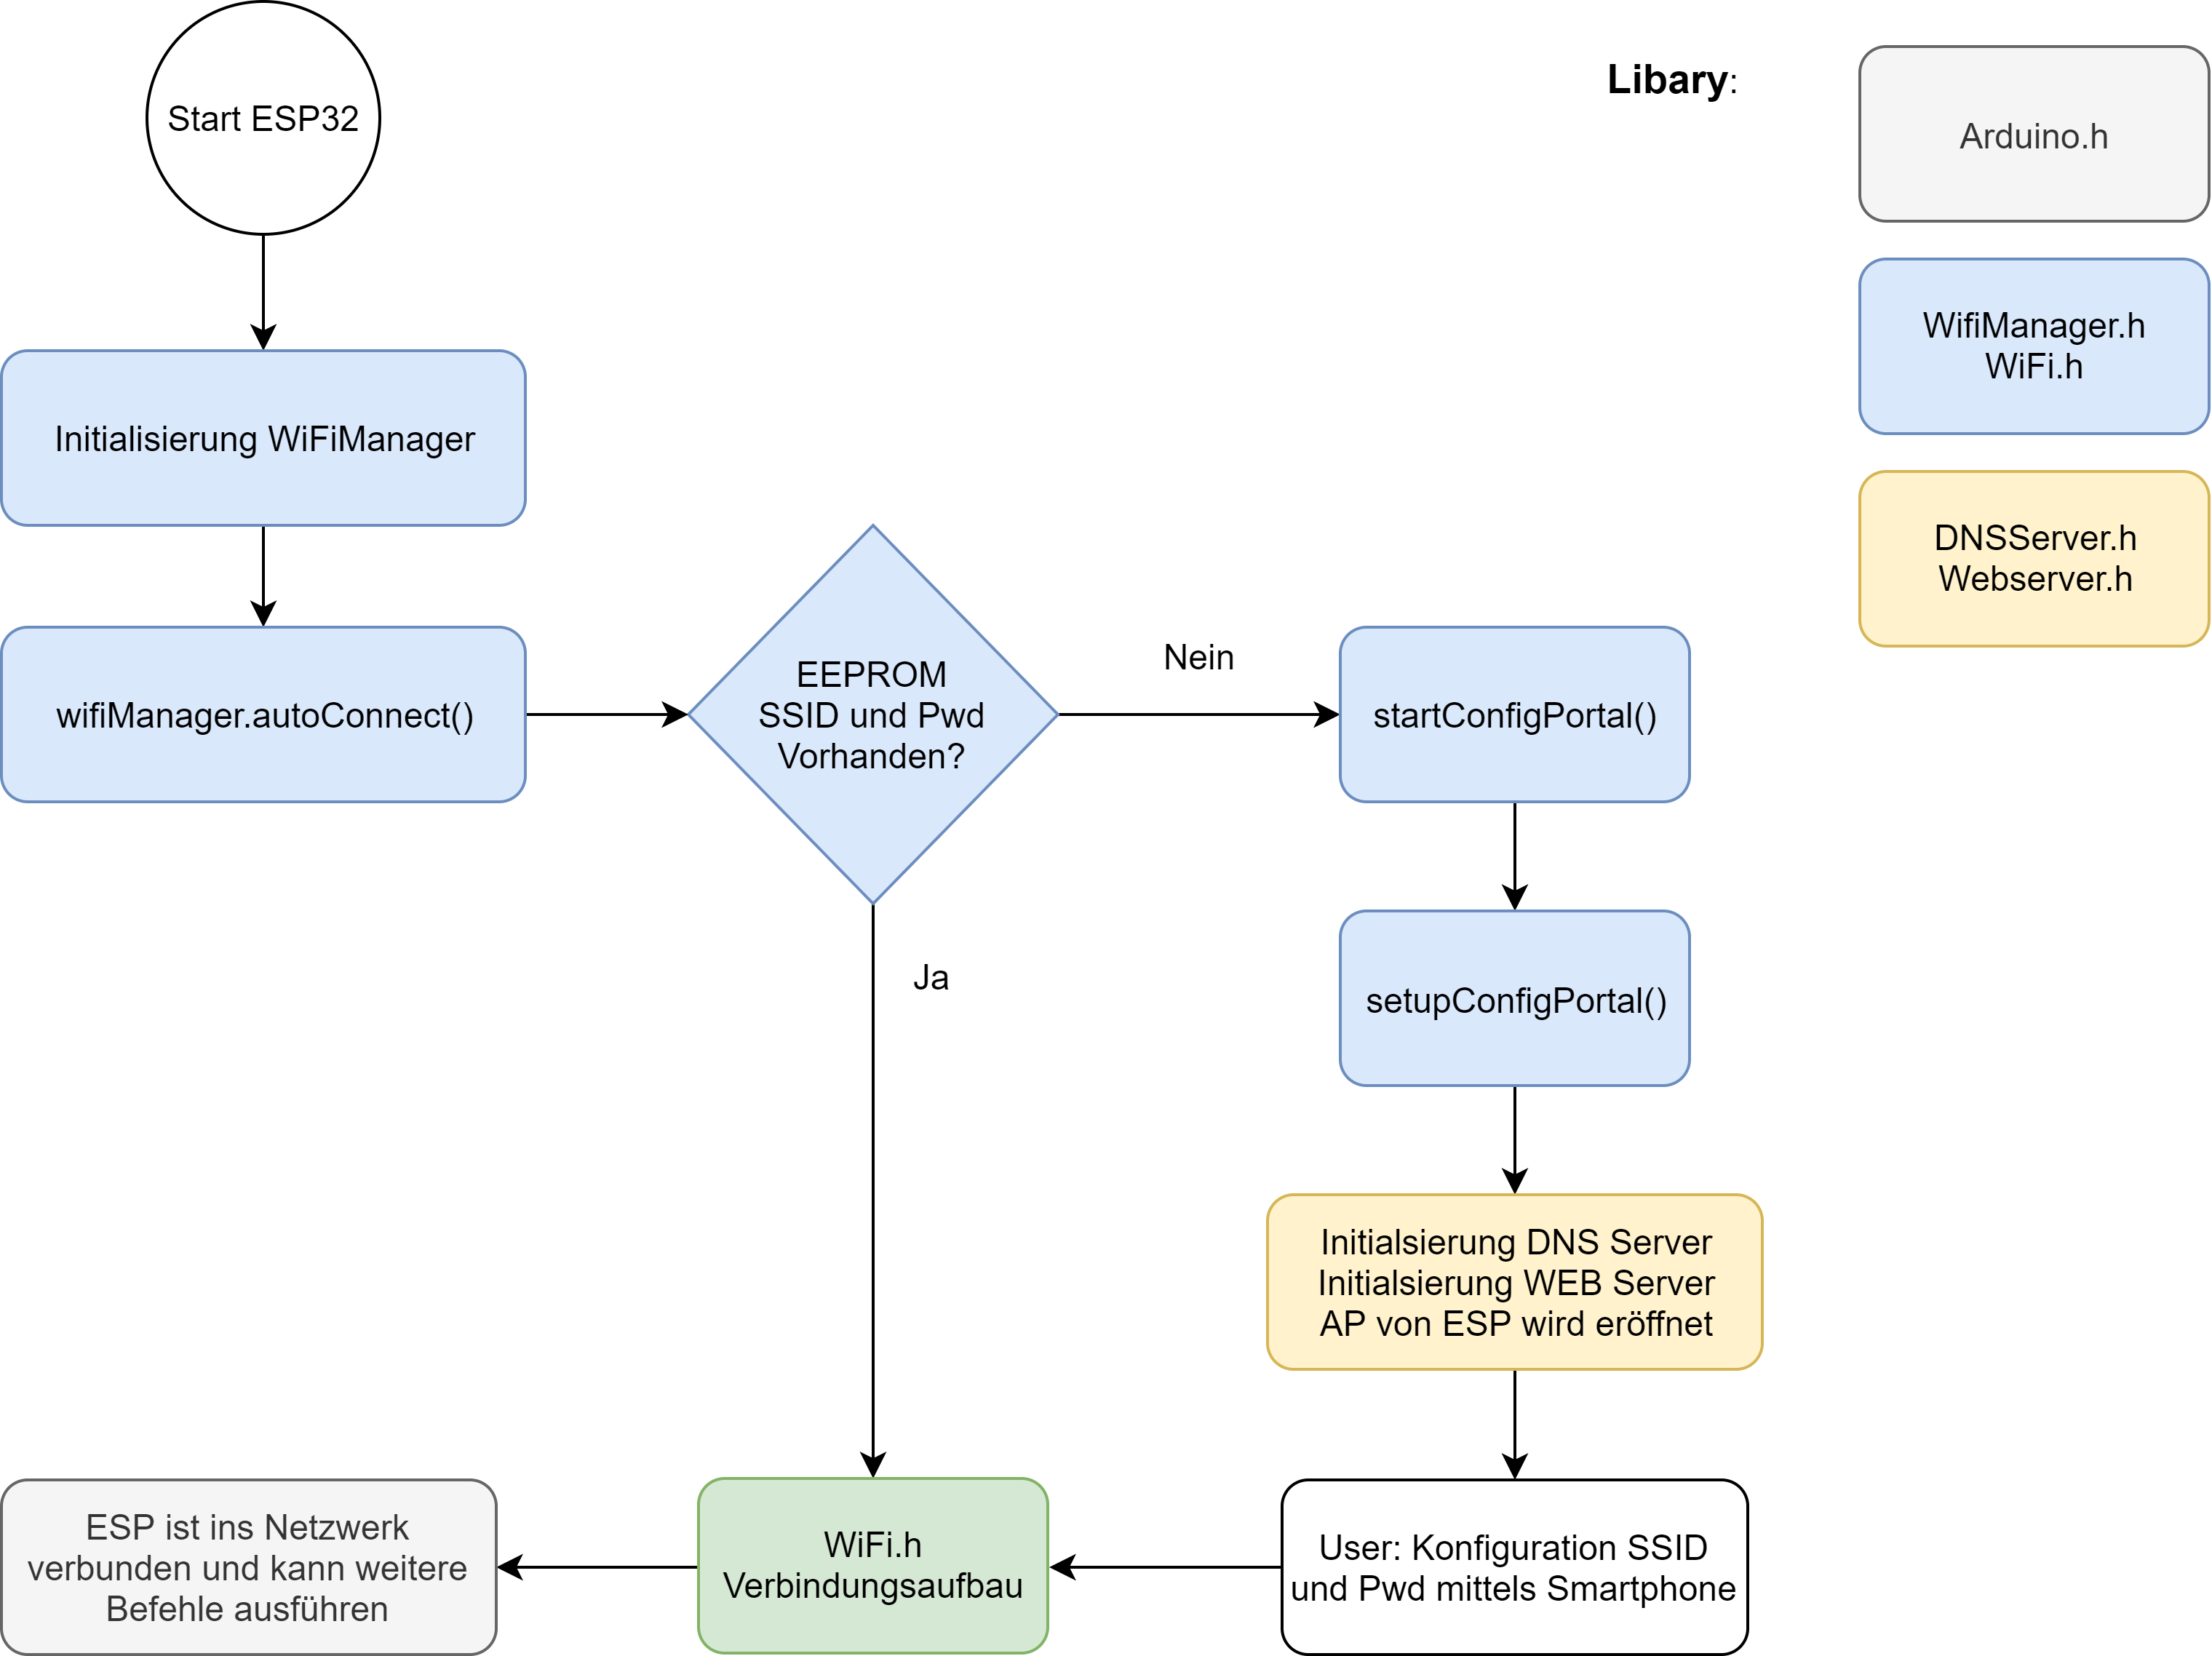 Start ESP32
Libary:
Arduino.h
WifiManager.h
WiFi.h
DNSServer.h
Webserver.h
Initialisierung WiFiManager
wifiManager.autoConnect()
EEPROM
SSID und Pwd
Vorhanden?
Nein
Ja
startConfigPortal()
setupConfigPortal()
Initialsierung DNS Server
Initialsierung WEB Server
AP von ESP wird eröffnet
User: Konfiguration SSID
und Pwd mittels Smartphone
WiFi.h
Verbindungsaufbau
ESP ist ins Netzwerk
verbunden und kann weitere
Befehle ausführen